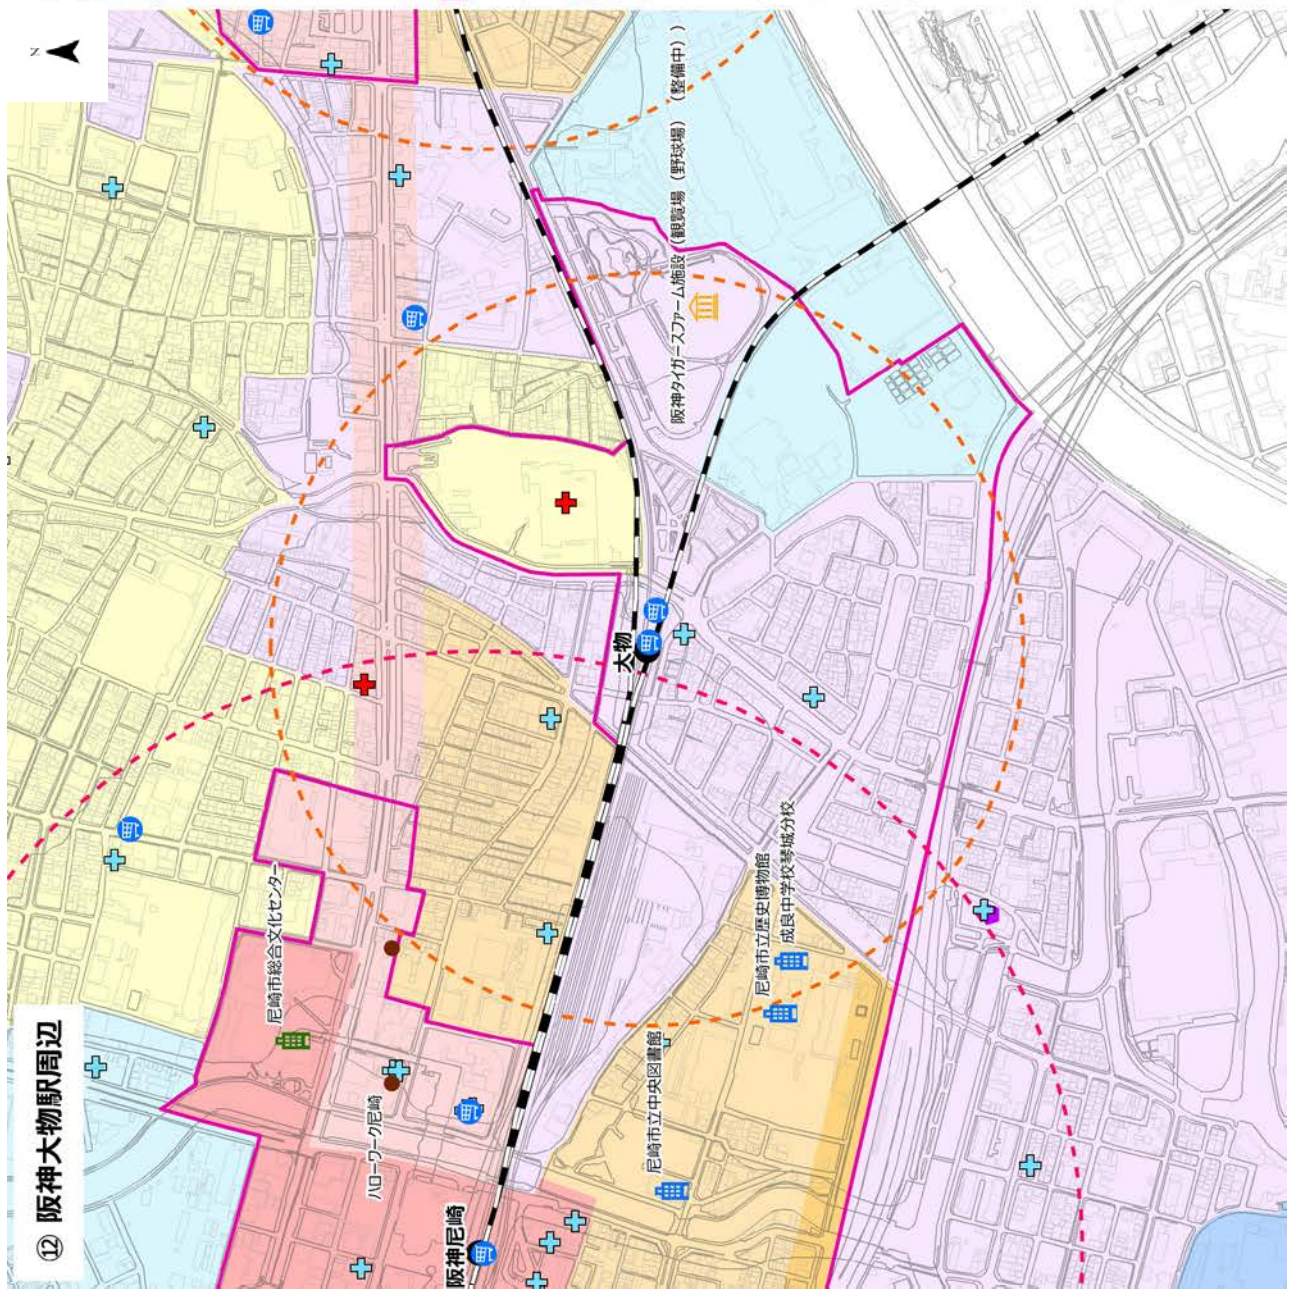 ⑫ 阪神大物駅周辺
N
尼崎市総合文化センター
ハローワーク尼崎
阪神尼崎
大物
阪神タイガースファーム施設（観覧場（野球場）（整備中））
尼崎市立歴史博物館
成良中学校琴城分校
尼崎市立中央図書館